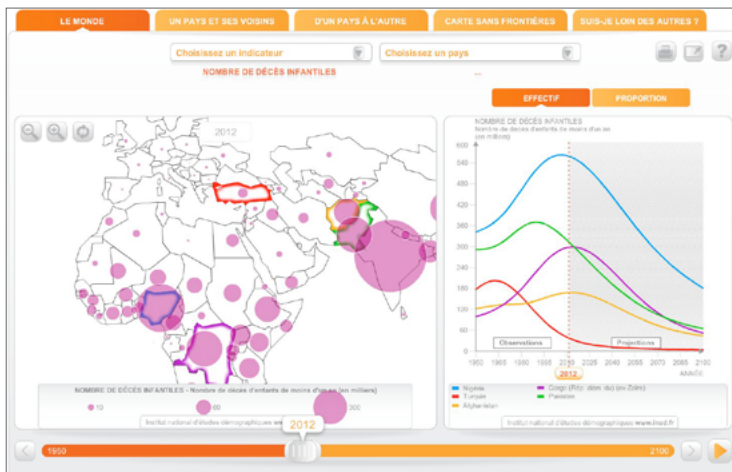 LE MONDE
UN PAYS ET SES VOISINS
D'UN PAYS À L'AUTRE
CARTE SANS FRONTIÈRES
SUIS-JE LOIN DES AUTRES ?
Choisissez un indicateur
Choisissez un pays
NOMBRE DE DÉCÈS INFANTILES
...
?
EFFECTIF
PROPORTION
2012
NOMBRE DE DÉCÈS INFANTILES
Nombre de décès d'enfants de moins d'un an
(en milliers)
600
540
480
420
360
300
240
180
120
60
0
Observations
Projections
1950
1965
1980
1995
2010
2025
2040
2055
2070
2085
2100
2012
ANNÉE
Nigéria
Turquie
Afghanistan
Congo (Rép. dém. du) (ex-Zaïre)
Pakistan
Institut national d'études démographiques www.ined.fr
NOMBRE DE DÉCÈS INFANTILES - Nombre de décès d'enfants de moins d'un an (en milliers)
10
60
300
Institut national d'études démographiques
2012
1950
2100